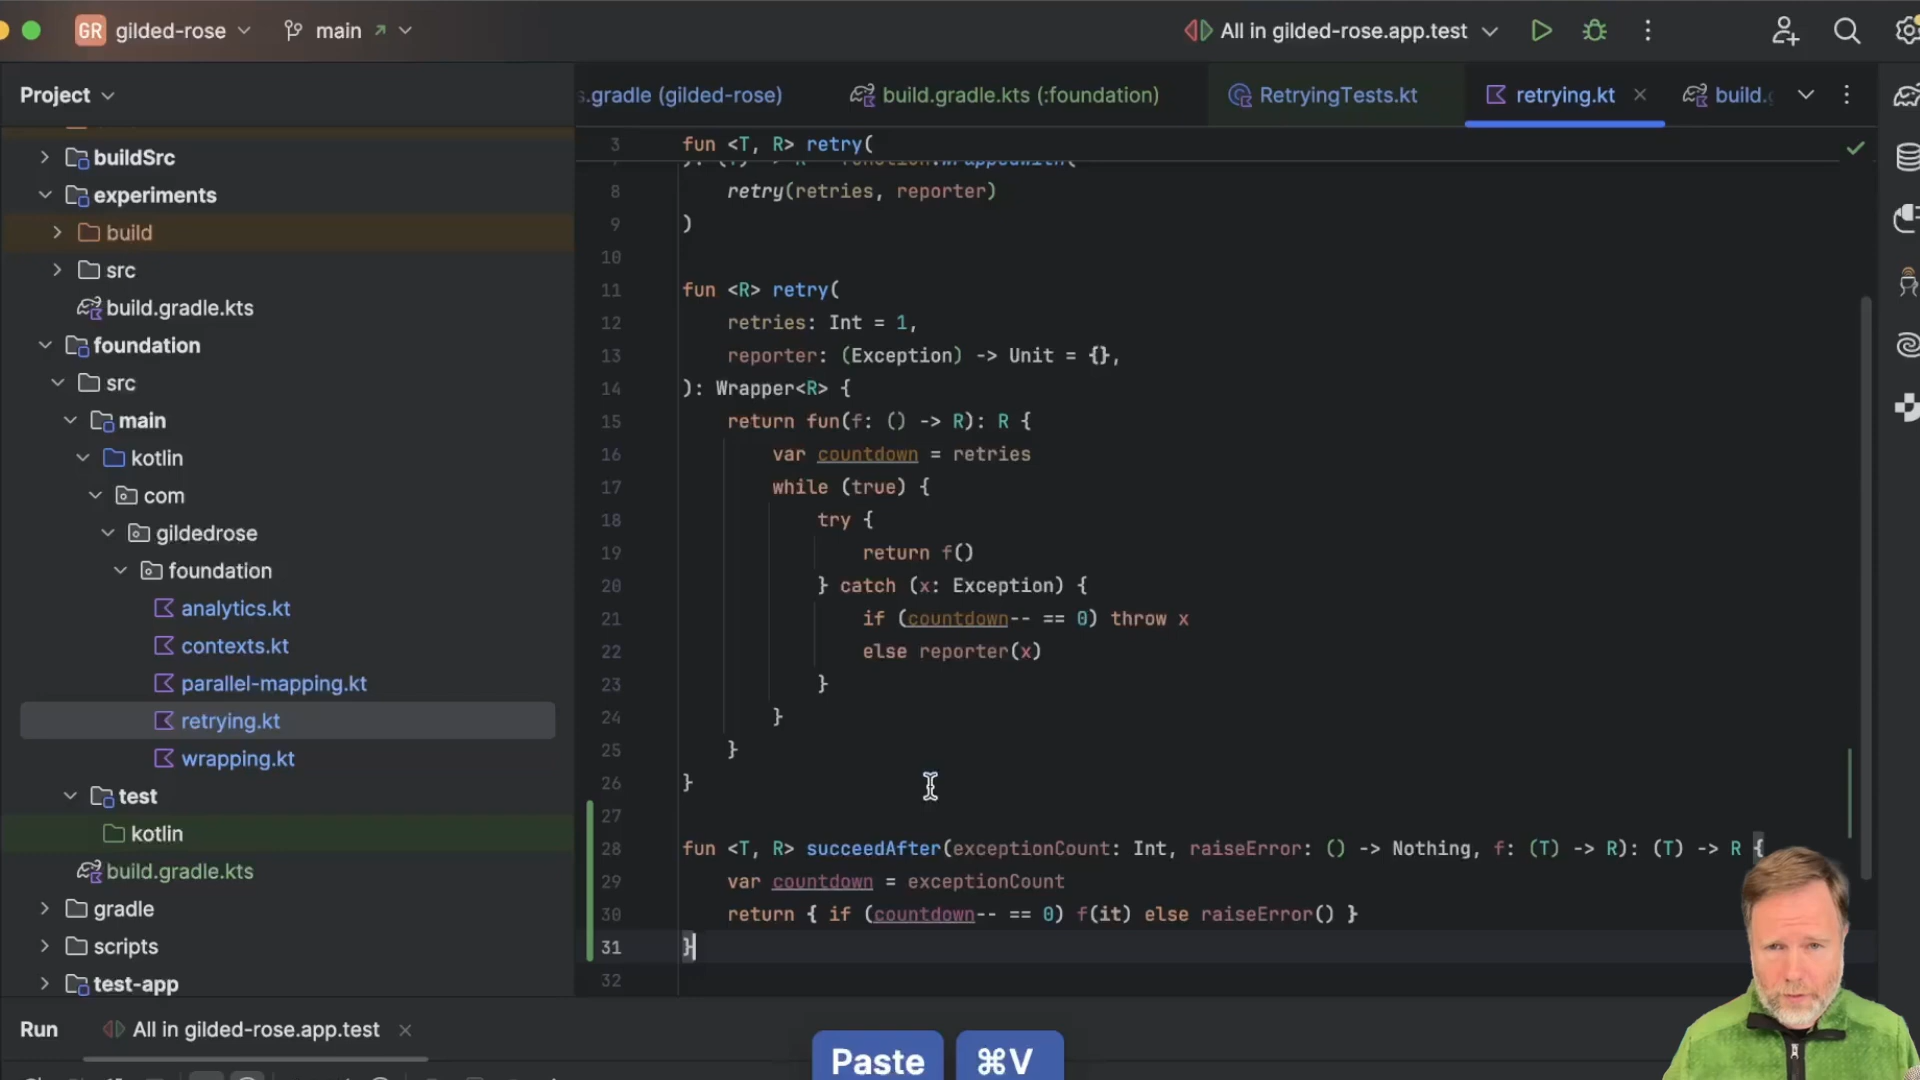 GR gilded-rose main All in gilded-rose.app.test
Project
s.gradle (gilded-rose) build.gradle.kts (:foundation) RetryingTests.kt retrying.kt build.
buildSrc
experiments
build
src
build.gradle.kts
foundation
src
main
kotlin
com
gildedrose
foundation
analytics.kt
contexts.kt
parallel-mapping.kt
retrying.kt
wrapping.kt
test
kotlin
build.gradle.kts
gradle
scripts
test-app
3 fun <T, R> retry(
8 retry(retries, reporter)
9 )
10
11 fun <R> retry(
12 retries: Int = 1,
13 reporter: (Exception) -> Unit = {},
14 ): Wrapper<R> {
15 return fun(f: () -> R): R {
16 var countdown = retries
17 while (true) {
18 try {
19 return f()
20 } catch (x: Exception) {
21 if (countdown-- == 0) throw x
22 else reporter(x)
23 }
24 }
25 }
26 }
27
28 fun <T, R> succeedAfter(exceptionCount: Int, raiseError: () -> Nothing, f: (T) -> R): (T) -> R {
29 var countdown = exceptionCount
30 return { if (countdown-- == 0) f(it) else raiseError() }
31 }
32
Run All in gilded-rose.app.test
Paste ⌘V